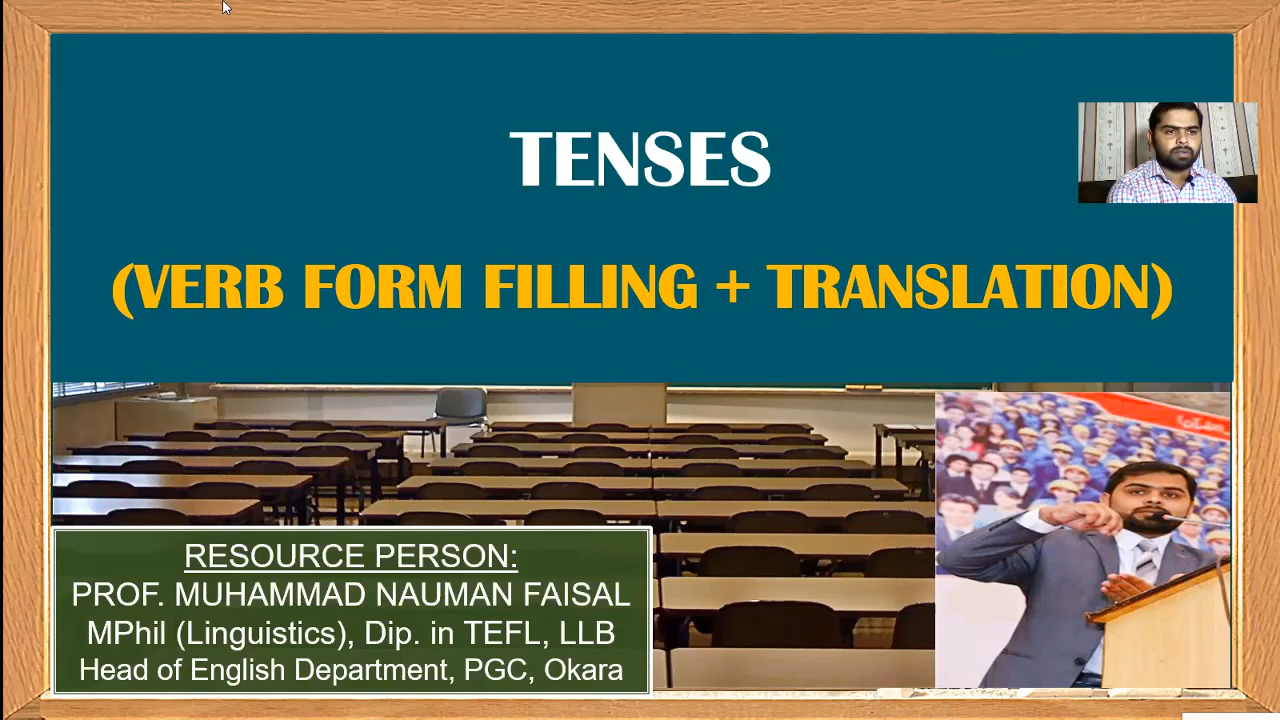 TENSES
(VERB FORM FILLING + TRANSLATION)
RESOURCE PERSON:
PROF. MUHAMMAD NAUMAN FAISAL
MPhil (Linguistics), Dip. in TEFL, LLB
Head of English Department, PGC, Okara